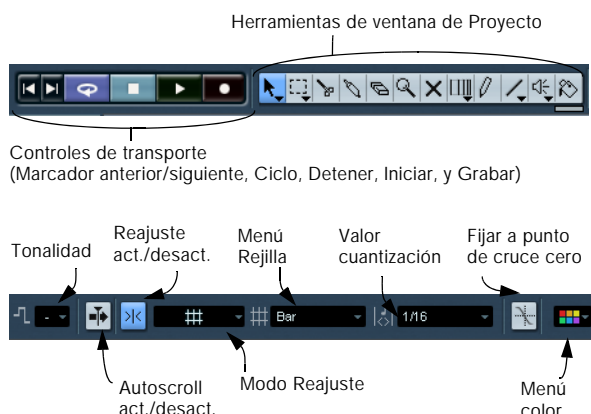 Herramientas de ventana de Proyecto
Controles de transporte
(Marcador anterior/siguiente, Ciclo, Detener, Iniciar, y Grabar)
Tonalidad
Reajuste
act./desact.
Menú
Rejilla
Valor
cuantización
Fijar a punto
de cruce cero
-
Bar
1/16
Autoscroll
act./desact.
Modo Reajuste
Menú
color